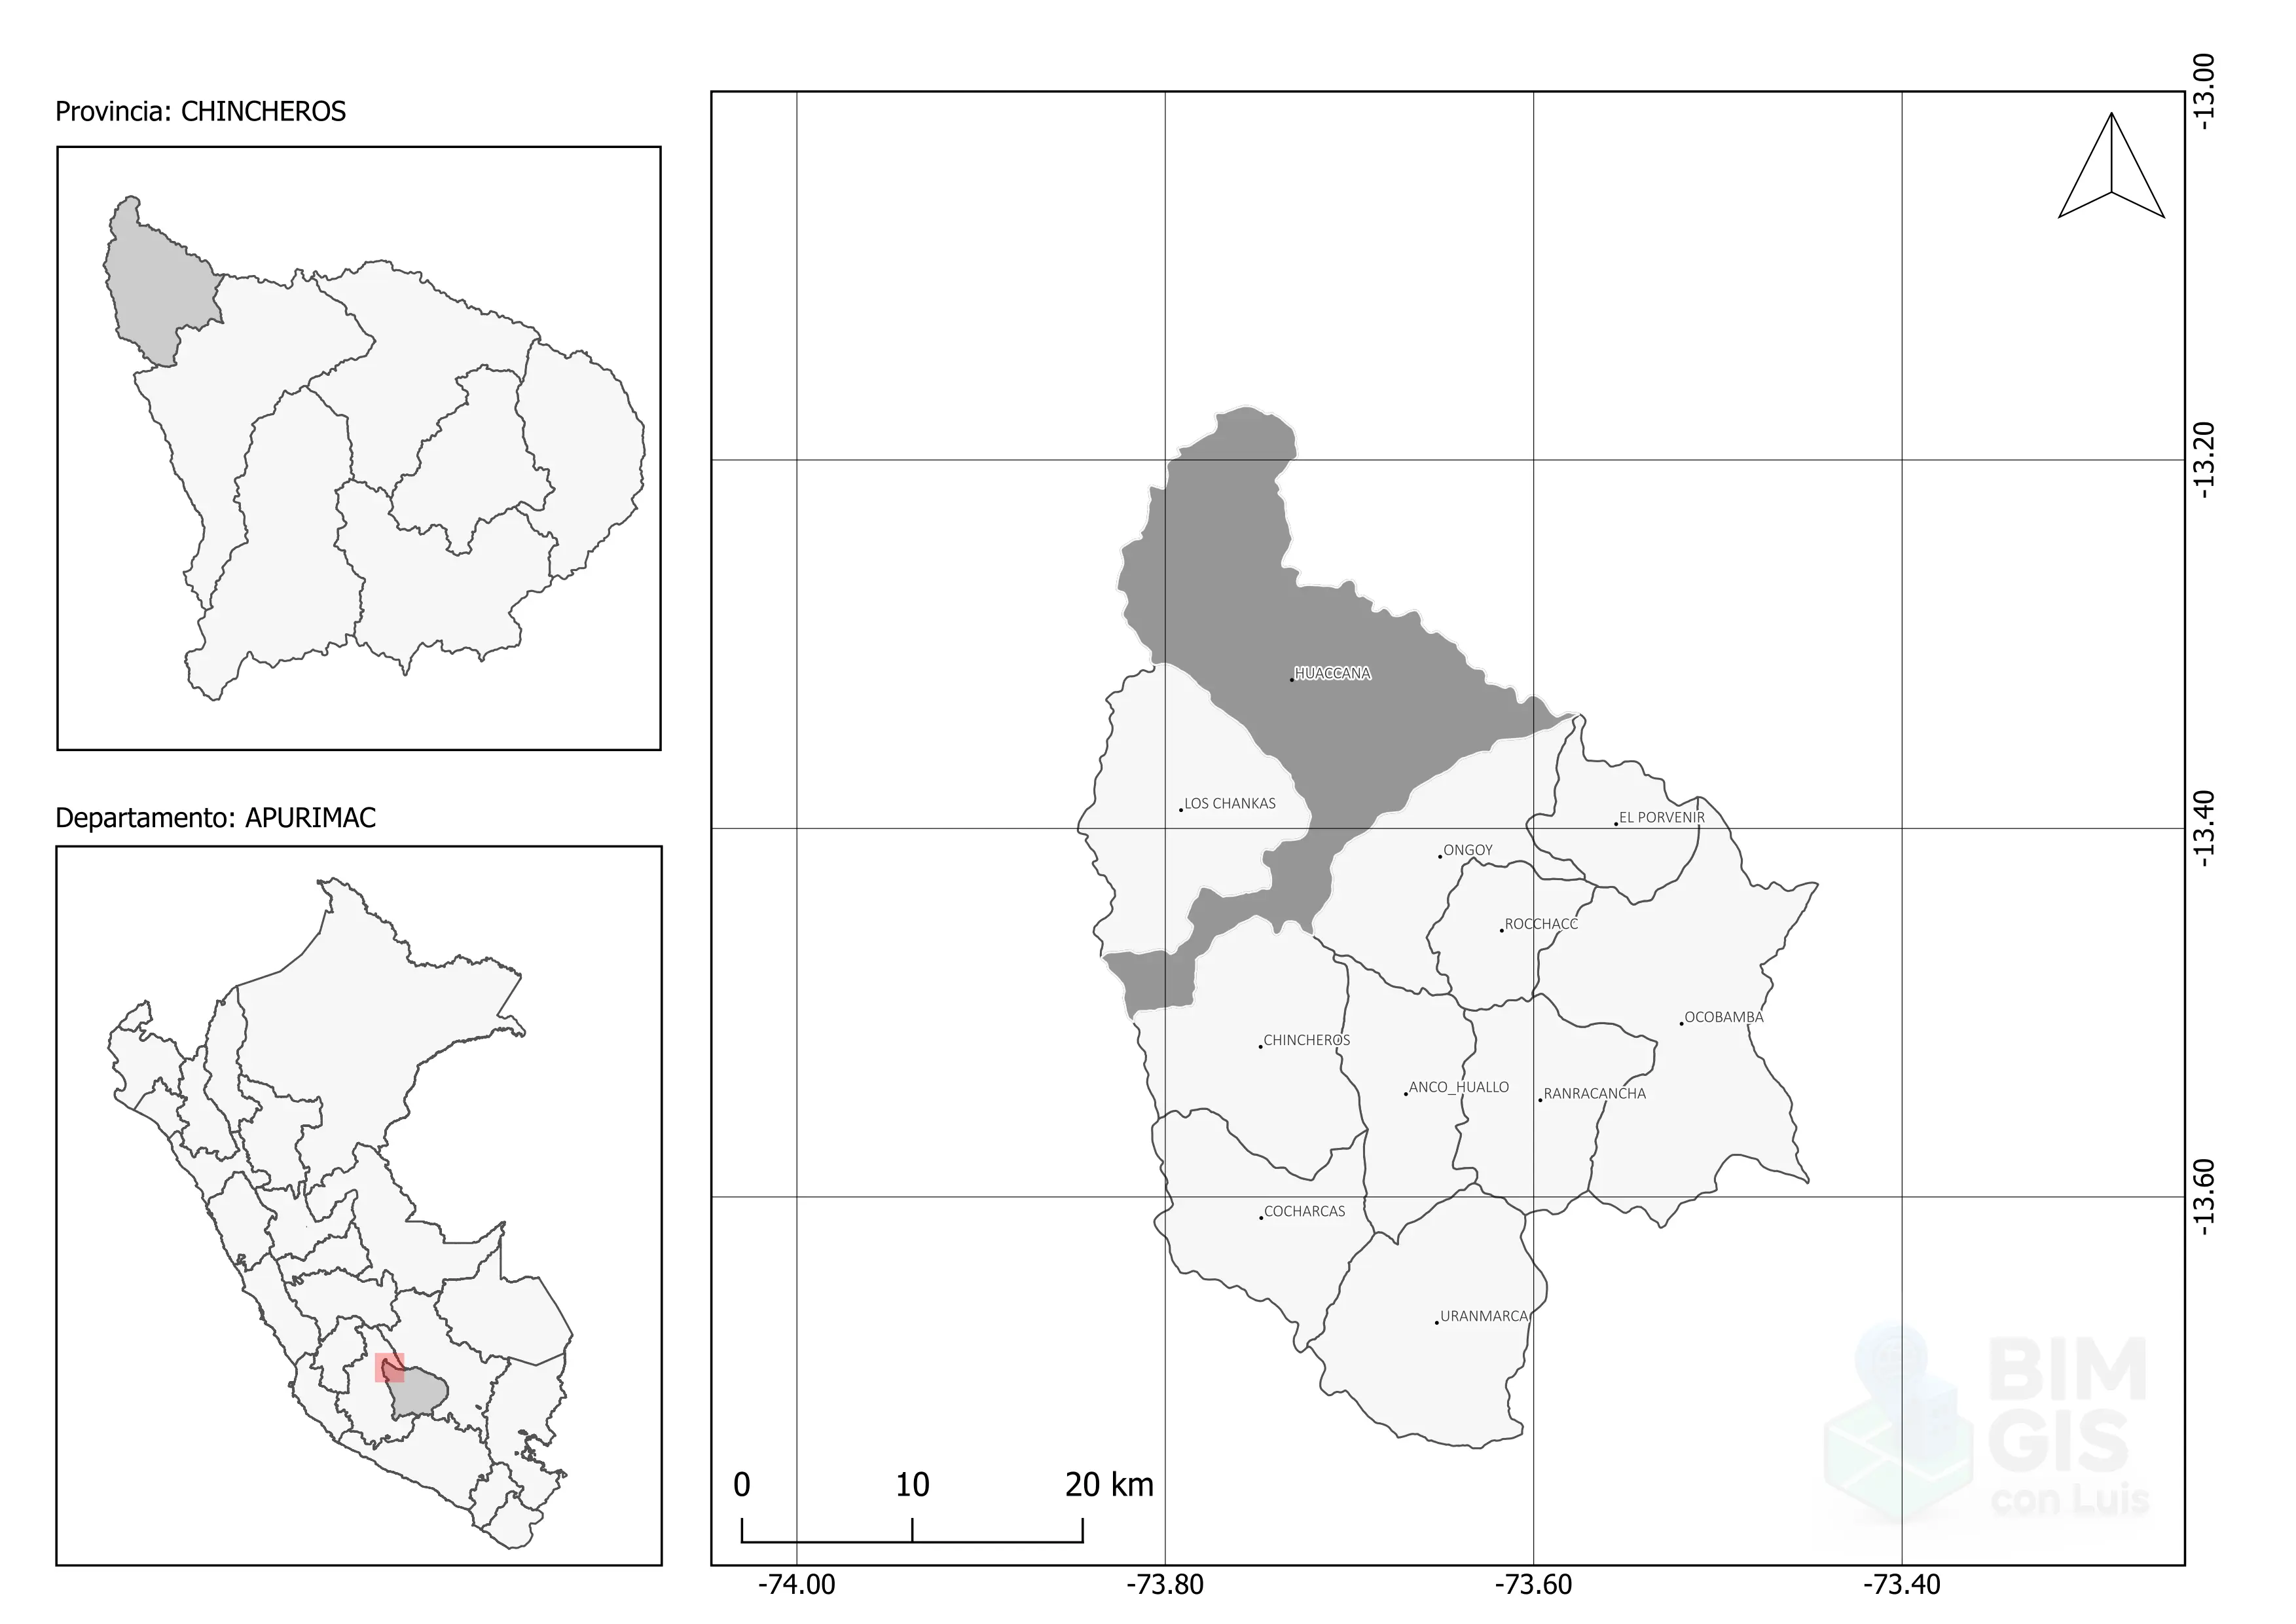 Provincia: CHINCHEROS
Departamento: APURIMAC
HUACCANA
LOS CHANKAS
EL PORVENIR
ONGOY
ROCCHACC
OCOBAMBA
CHINCHEROS
ANCO_HUALLO
RANRACANCHA
COCHARCAS
URANMARCA
0 10 20 km
-74.00 -73.80 -73.60 -73.40
-13.00
-13.20
-13.40
-13.60
BIM
GIS
con Luis